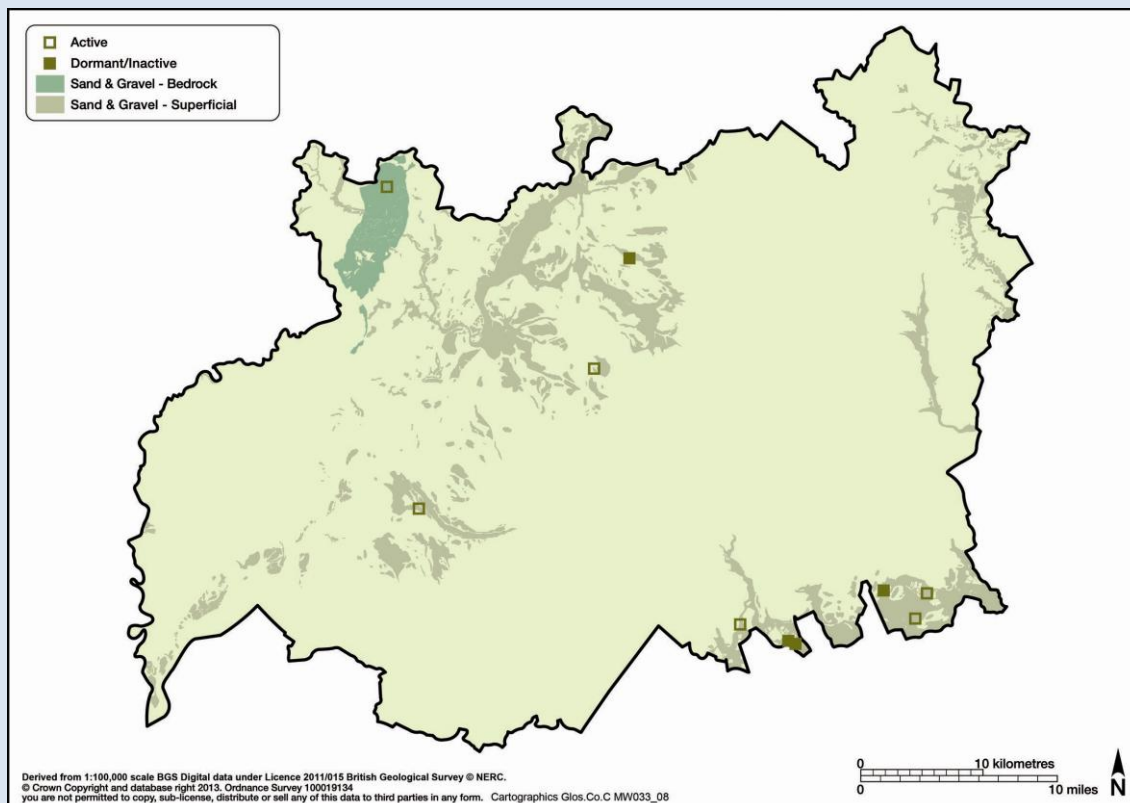 Active
Dormant/Inactive
Sand & Gravel - Bedrock
Sand & Gravel - Superficial
Derived from 1:100,000 scale BGS Digital data under Licence 2011/015 British Geological Survey © NERC.
© Crown Copyright and database right 2013. Ordnance Survey 100019134
you are not permitted to copy, sub-license, distribute or sell any of this data to third parties in any form. Cartographics Glos.Co.C MW033_08
0 10 kilometres
0 10 miles
N